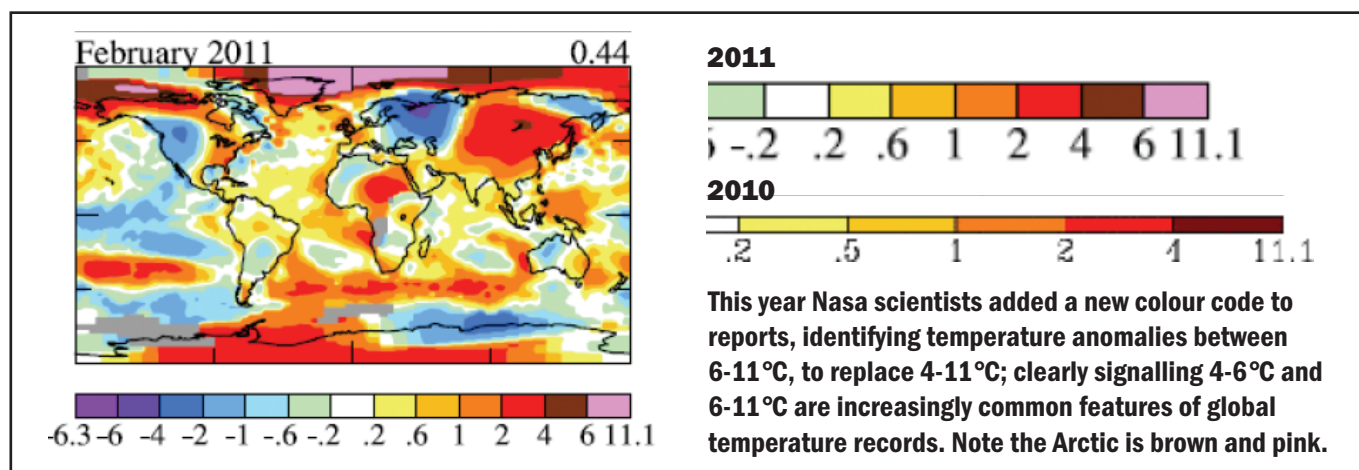 February 2011 0.44
-6.3 -6 -4 -2 -1 -.6 -.2 .2 .6 1 2 4 6 11.1
2011
-.2 .2 .6 1 2 4 6 11.1
2010
.2 .5 1 2 4 11.1
This year Nasa scientists added a new colour code to
reports, identifying temperature anomalies between
6-11°C, to replace 4-11°C; clearly signalling 4-6°C and
6-11°C are increasingly common features of global
temperature records. Note the Arctic is brown and pink.